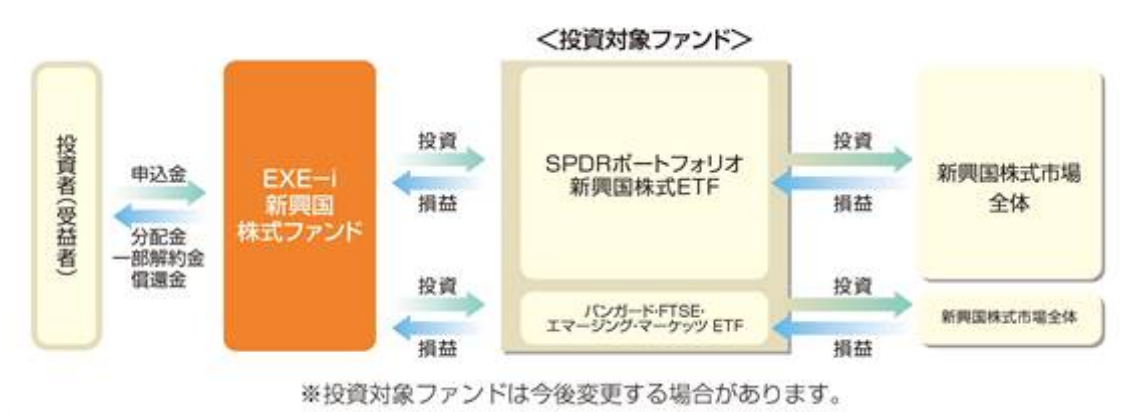 ＜投資対象ファンド＞
投資者（受益者）
申込金
分配金
一部解約金
償還金
EXE－i
新興国
株式ファンド
投資
損益
投資
損益
SPDRポートフォリオ
新興国株式ETF
バンガード・FTSE・
エマージング・マーケッツ ETF
投資
損益
投資
損益
新興国株式市場
全体
新興国株式市場全体
※投資対象ファンドは今後変更する場合があります。